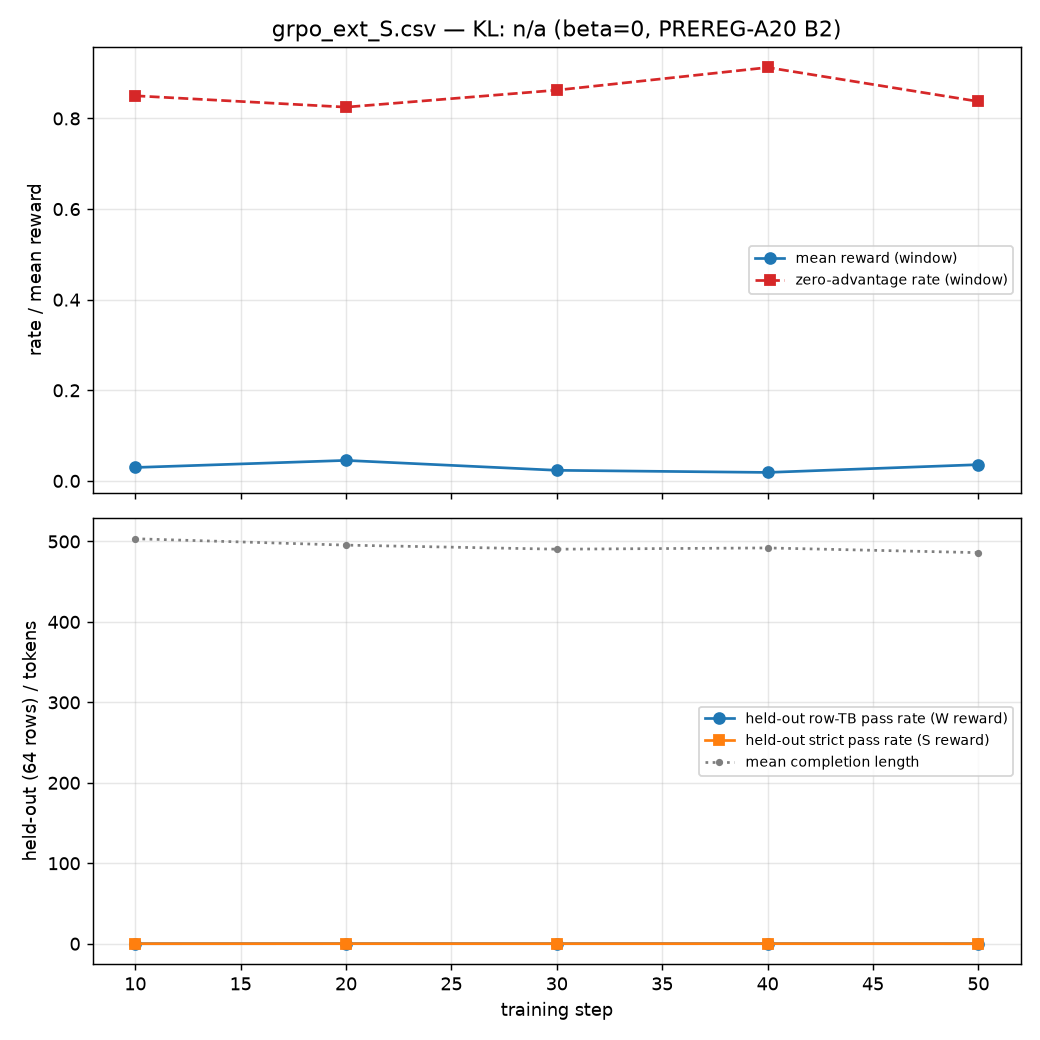 grpo_ext_S.csv — KL: n/a (beta=0, PREREG-A20 B2)
rate / mean reward
0.8
0.6
0.4
0.2
0.0
mean reward (window)
zero-advantage rate (window)
held-out (64 rows) / tokens
500
400
300
200
100
0
held-out row-TB pass rate (W reward)
held-out strict pass rate (S reward)
mean completion length
10 15 20 25 30 35 40 45 50
training step